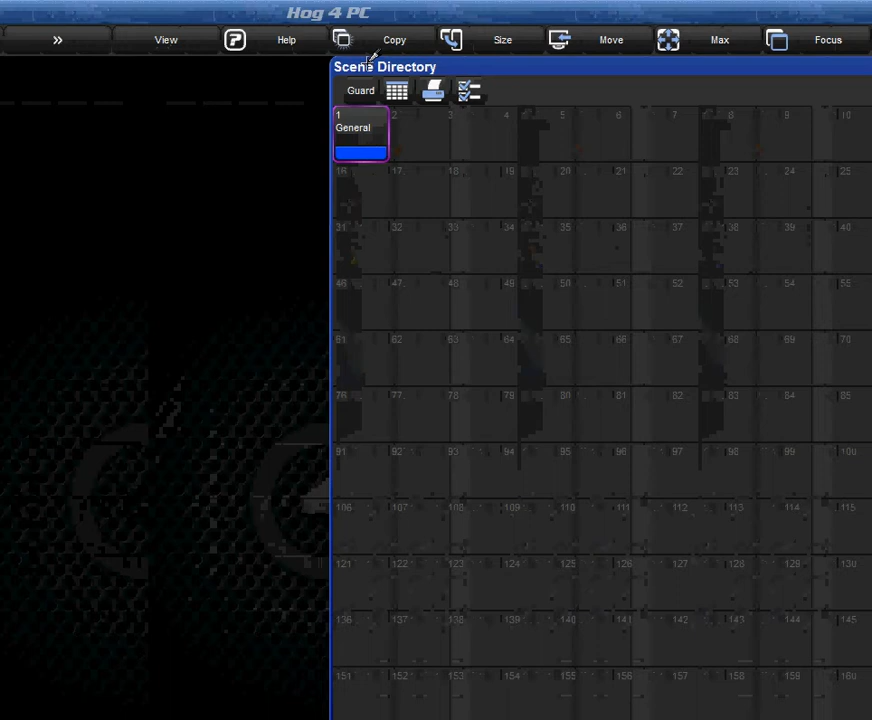 Hog 4 PC
» View Help Copy Size Move Max Focus
Scene Directory
Guard
1 2 3 4 5 6 7 8 9 10
General
16 17 18 19 20 21 22 23 24 25
31 32 33 34 35 36 37 38 39 40
46 47 48 49 50 51 52 53 54 55
61 62 63 64 65 66 67 68 69 70
76 77 78 79 80 81 82 83 84 85
91 92 93 94 95 96 97 98 99 100
106 107 108 109 110 111 112 113 114 115
121 122 123 124 125 126 127 128 129 130
136 137 138 139 140 141 142 143 144 145
151 152 153 154 155 156 157 158 159 160